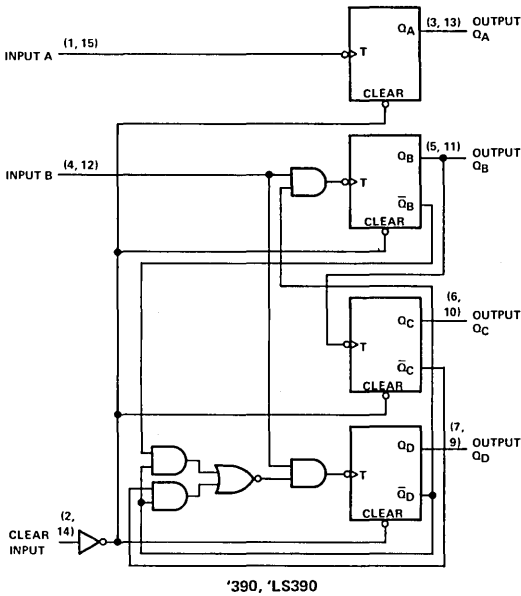 QA
(3, 13) OUTPUT
QA
INPUT A
(1, 15)
T
CLEAR
QB
(5, 11) OUTPUT
QB
INPUT B
(4, 12)
T
Q̅B
CLEAR
(6,
10) OUTPUT
QC
QC
T
Q̅C
CLEAR
(7,
9) OUTPUT
QD
QD
T
Q̅D
CLEAR
CLEAR
INPUT
(2,
14)
'390, 'LS390